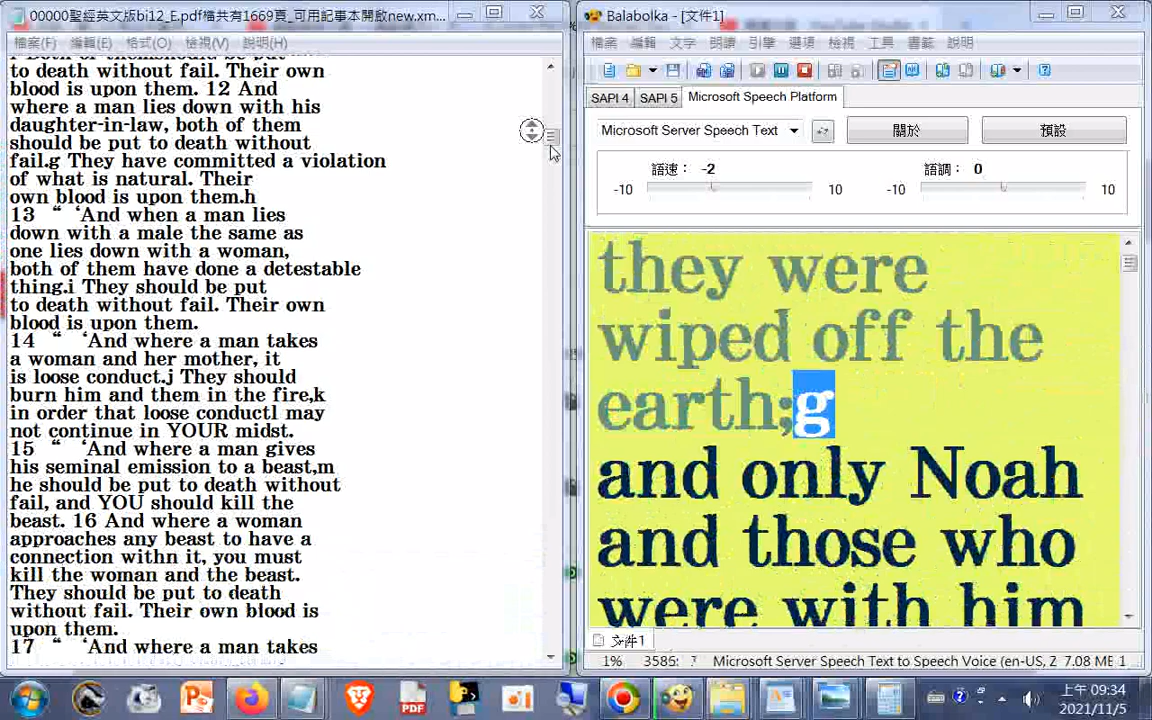 00000聖經英文版bi12_E.pdf檔共有1669頁_可用記事本開啟new.xm...
檔案(F) 編輯(E) 格式(O) 檢視(V) 說明(H)
to death without fail. Their own
blood is upon them. 12 And
where a man lies down with his
daughter-in-law, both of them
should be put to death without
fail.g They have committed a violation
of what is natural. Their
own blood is upon them.h
13 “ ‘And when a man lies
down with a male the same as
one lies down with a woman,
both of them have done a detestable
thing.i They should be put
to death without fail. Their own
blood is upon them.
14 “ ‘And where a man takes
a woman and her mother, it
is loose conduct.j They should
burn him and them in the fire,k
in order that loose conductl may
not continue in YOUR midst.
15 “ ‘And where a man gives
his seminal emission to a beast,m
he should be put to death without
fail, and YOU should kill the
beast. 16 And where a woman
approaches any beast to have a
connection withn it, you must
kill the woman and the beast.
They should be put to death
without fail. Their own blood is
upon them.
17 “ ‘And where a man takes
Balabolka - [文件1]
檔案 編輯 文字 朗讀 引擎 選項 檢視 工具 書籤 說明
SAPI 4 SAPI 5 Microsoft Speech Platform
Microsoft Server Speech Text 關於 預設
語速： -2 語調： 0
-10 10 -10 10
they were
wiped off the
earth;g
and only Noah
and those who
were with him
文件1
1% 3585: ? Microsoft Server Speech Text to Speech Voice (en-US, 2 7.08 ME 1
上午 09:34
2021/11/5